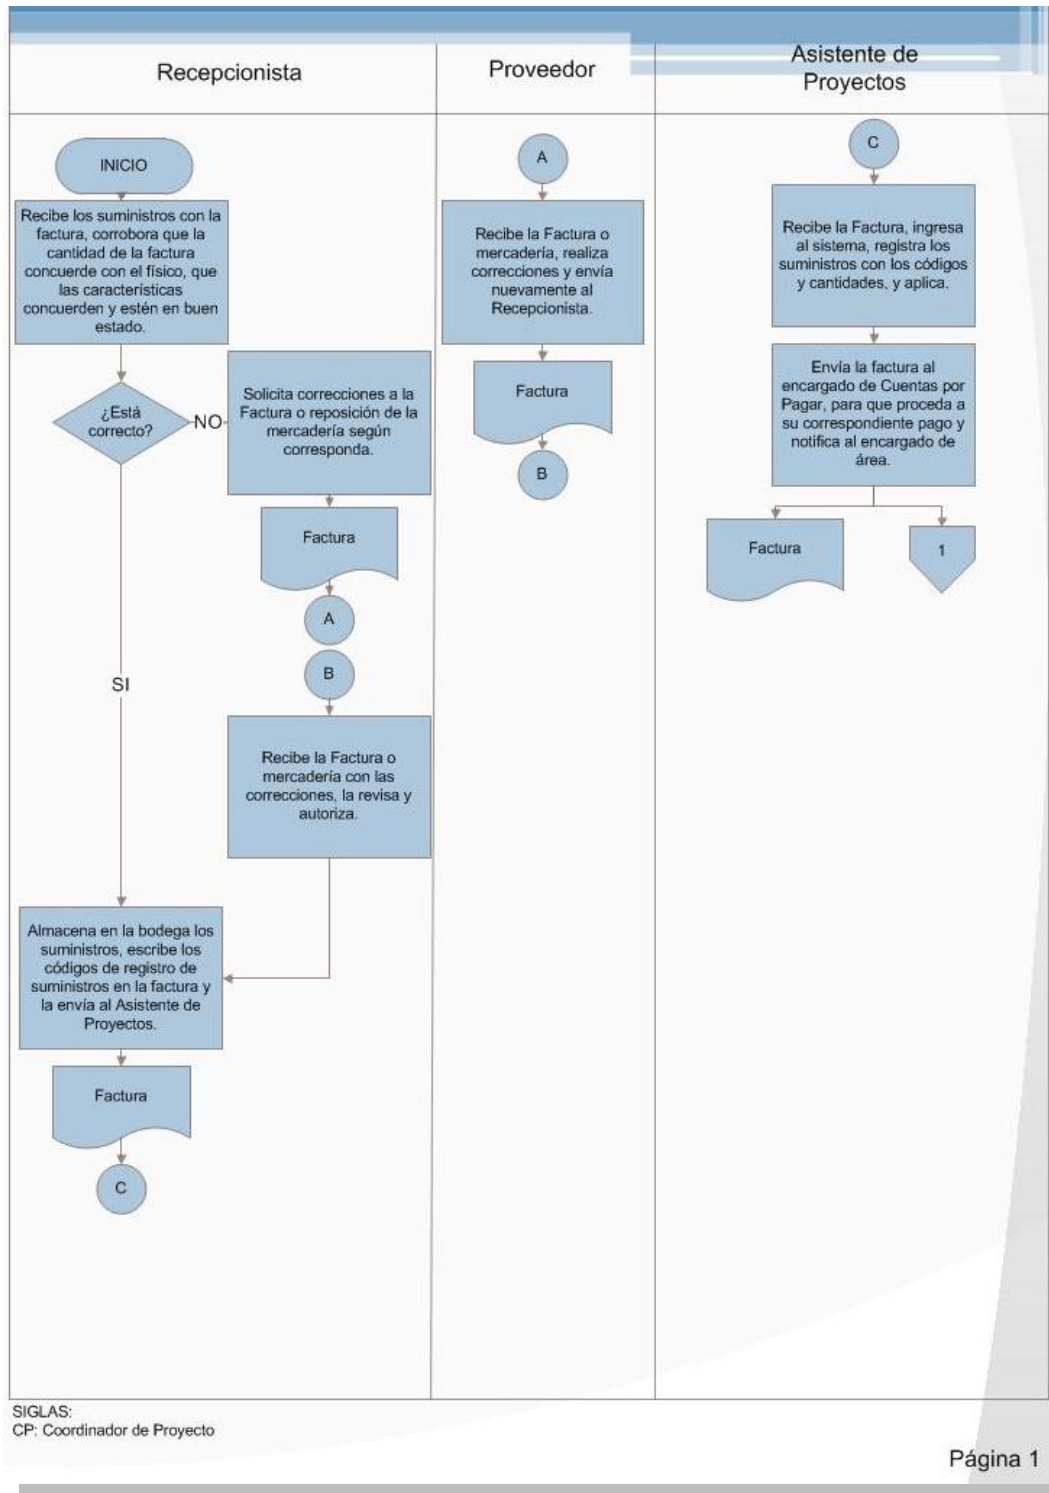 Recepcionista
Proveedor
Asistente de
Proyectos
INICIO
Recibe los suministros con la
factura, corrobora que la
cantidad de la factura
concuerde con el físico, que
las características
concuerden y estén en buen
estado.
¿Está
correcto?
NO
Solicita correcciones a la
Factura o reposición de la
mercadería según
corresponda.
Factura
A
B
SI
Recibe la Factura o
mercadería con las
correcciones, la revisa y
autoriza.
Almacena en la bodega los
suministros, escribe los
códigos de registro de
suministros en la factura y
la envía al Asistente de
Proyectos.
Factura
C
A
Recibe la Factura o
mercadería, realiza
correcciones y envía
nuevamente al
Recepcionista.
Factura
B
C
Recibe la Factura, ingresa
al sistema, registra los
suministros con los códigos
y cantidades, y aplica.
Envía la factura al
encargado de Cuentas por
Pagar, para que proceda a
su correspondiente pago y
notifica al encargado de
área.
Factura
1
SIGLAS:
CP: Coordinador de Proyecto
Página 1